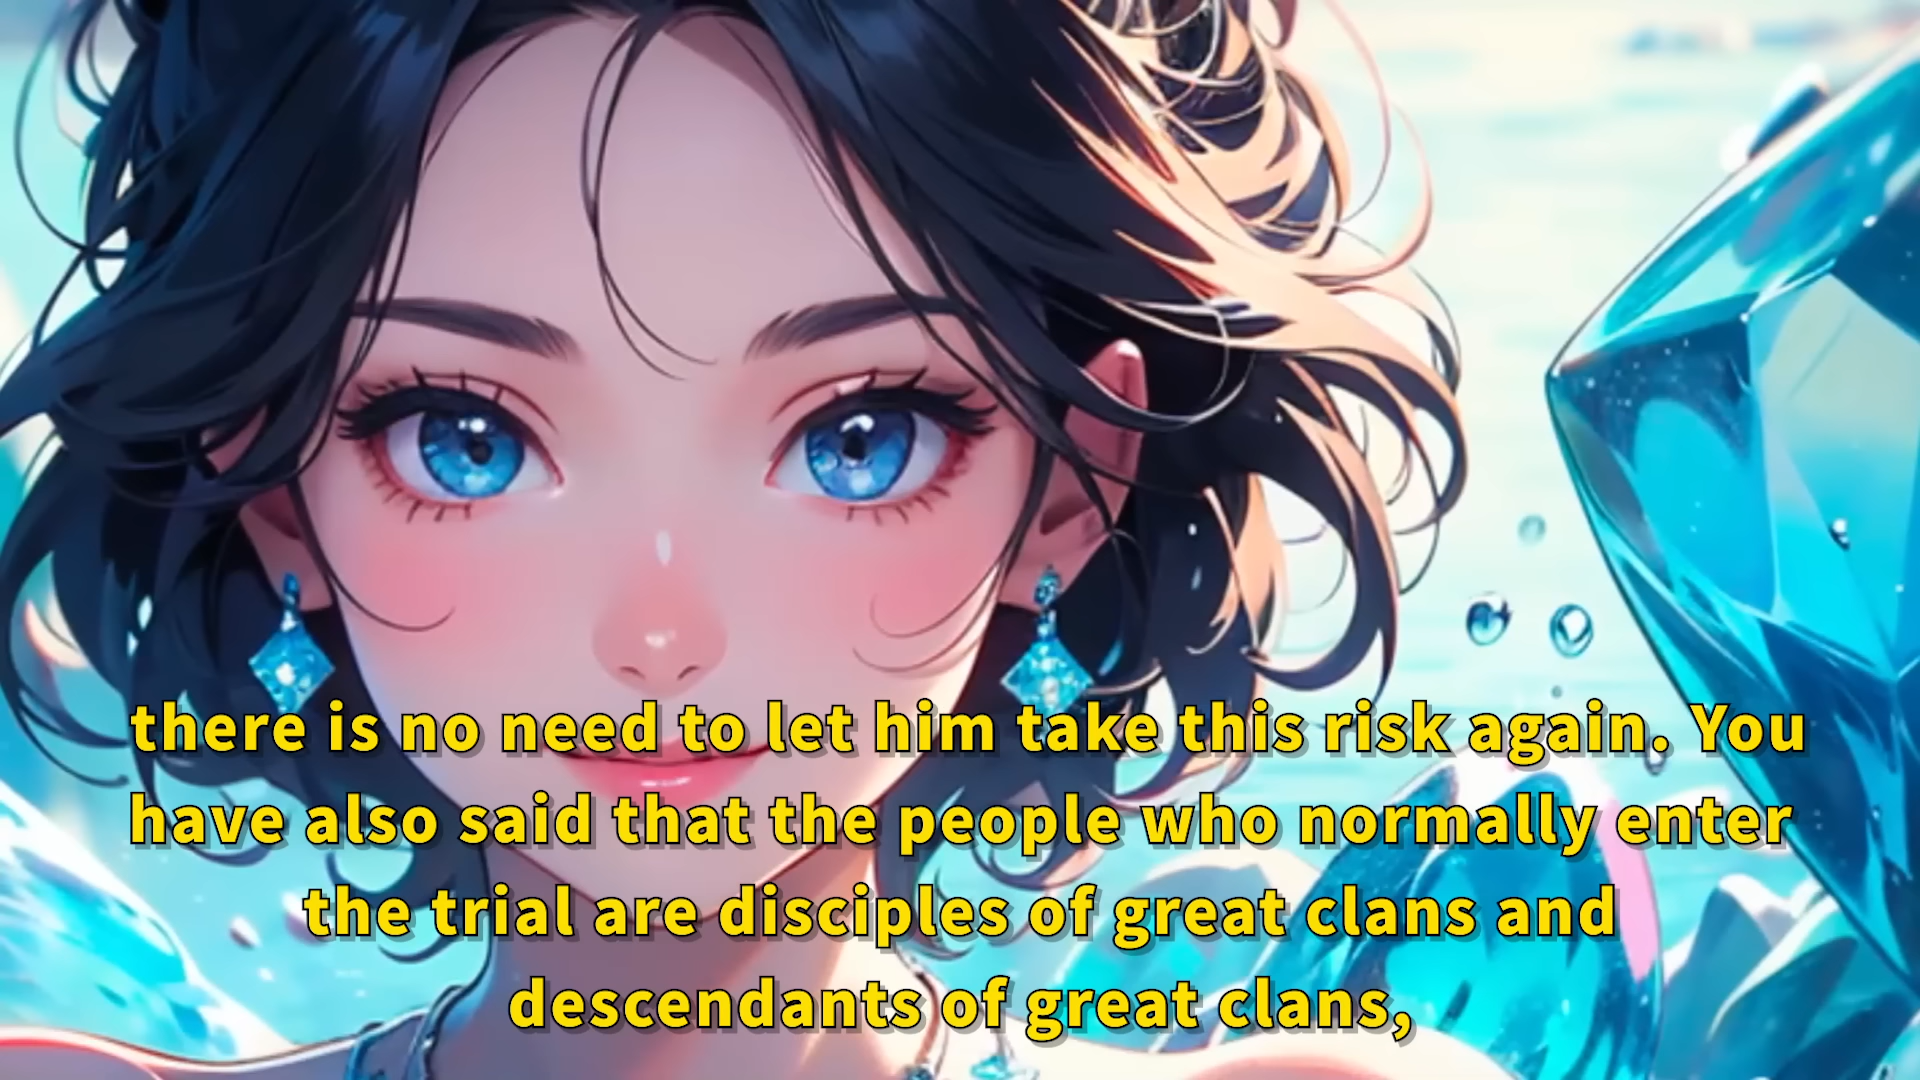 there is no need to let him take this risk again. You
have also said that the people who normally enter
the trial are disciples of great clans and
descendants of great clans,